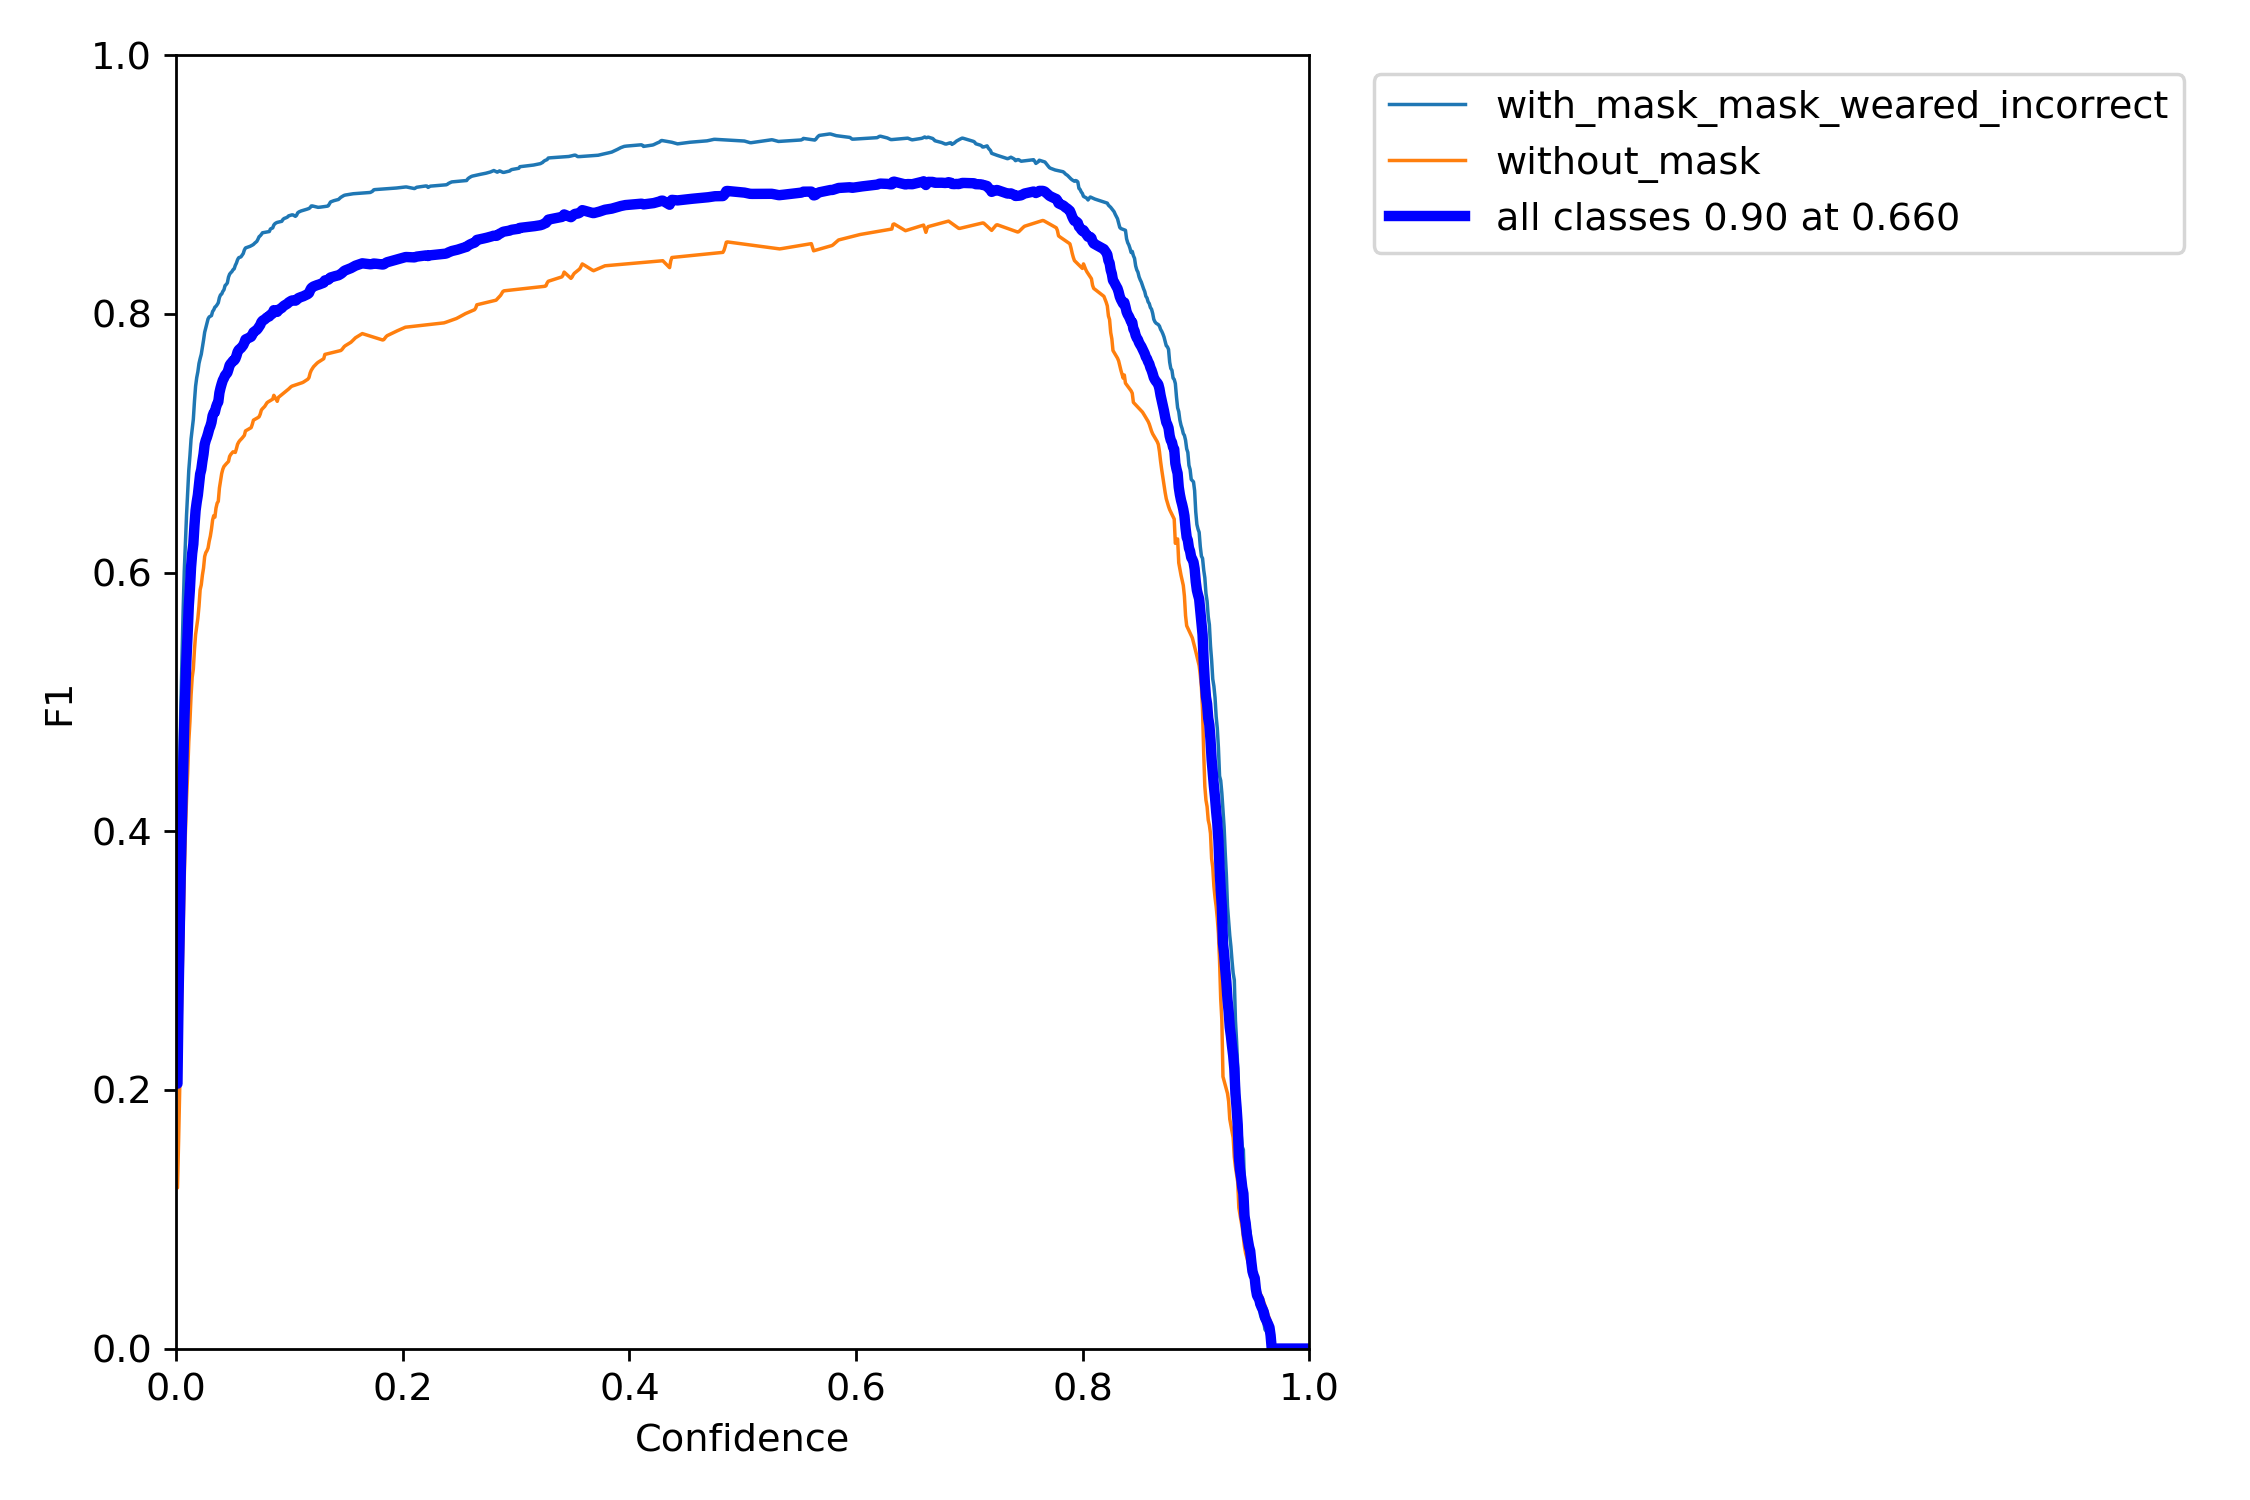 1.0
0.8
0.6
0.4
0.2
0.0
F1
0.0 0.2 0.4 0.6 0.8 1.0
Confidence
with_mask_mask_weared_incorrect
without_mask
all classes 0.90 at 0.660